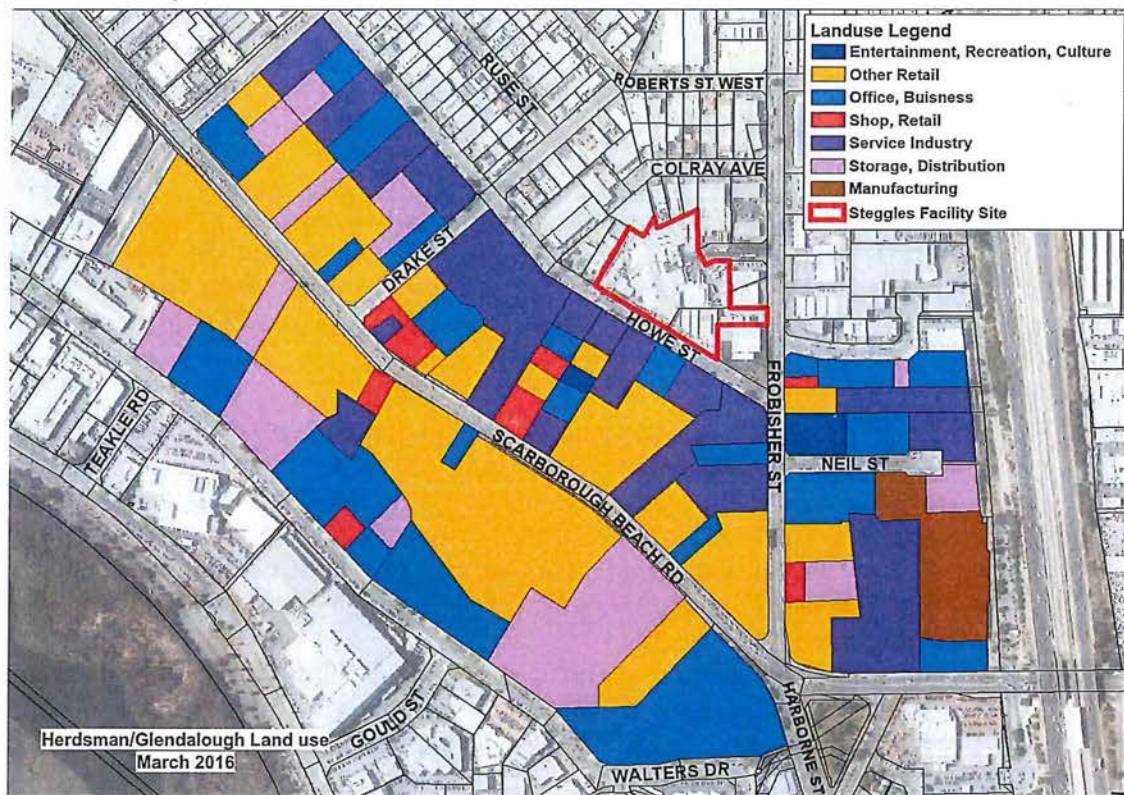 Landuse Legend
Entertainment, Recreation, Culture
Other Retail
Office, Buisness
Shop, Retail
Service Industry
Storage, Distribution
Manufacturing
Steggles Facility Site
RUSE ST
ROBERTS ST WEST
COLRAY AVE
DRAKE ST
HOWE ST
FROBISHER ST
TEAKLE RD
SCARBOROUGH BEACH RD
NEIL ST
GOULD ST
HARBORNE ST
WALTERS DR
Herdsman/Glendalough Land use
March 2016